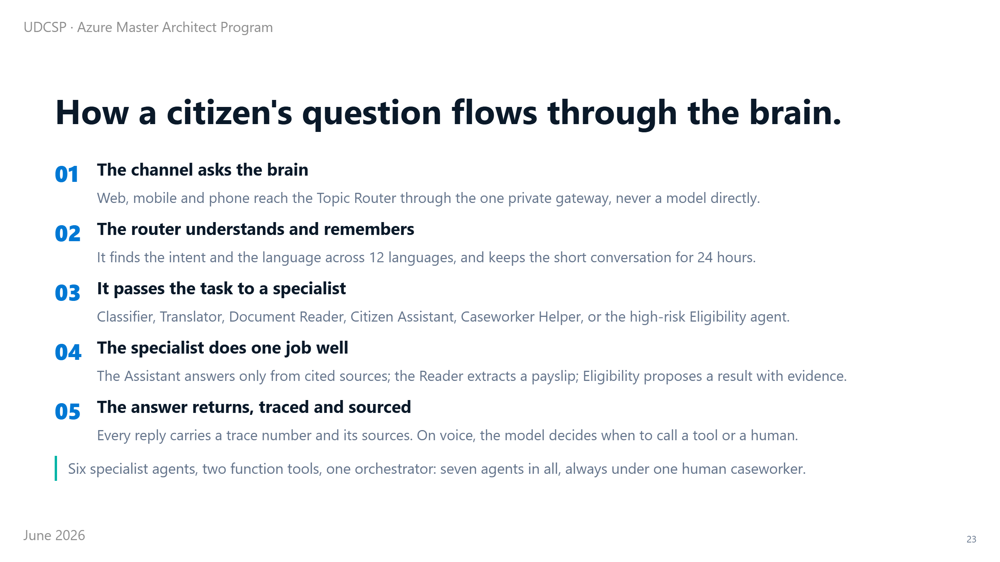 UDCSP · Azure Master Architect Program
How a citizen's question flows through the brain.
01
The channel asks the brain
Web, mobile and phone reach the Topic Router through the one private gateway, never a model directly.
02
The router understands and remembers
It finds the intent and the language across 12 languages, and keeps the short conversation for 24 hours.
03
It passes the task to a specialist
Classifier, Translator, Document Reader, Citizen Assistant, Caseworker Helper, or the high-risk Eligibility agent.
04
The specialist does one job well
The Assistant answers only from cited sources; the Reader extracts a payslip; Eligibility proposes a result with evidence.
05
The answer returns, traced and sourced
Every reply carries a trace number and its sources. On voice, the model decides when to call a tool or a human.
Six specialist agents, two function tools, one orchestrator: seven agents in all, always under one human caseworker.
June 2026
23